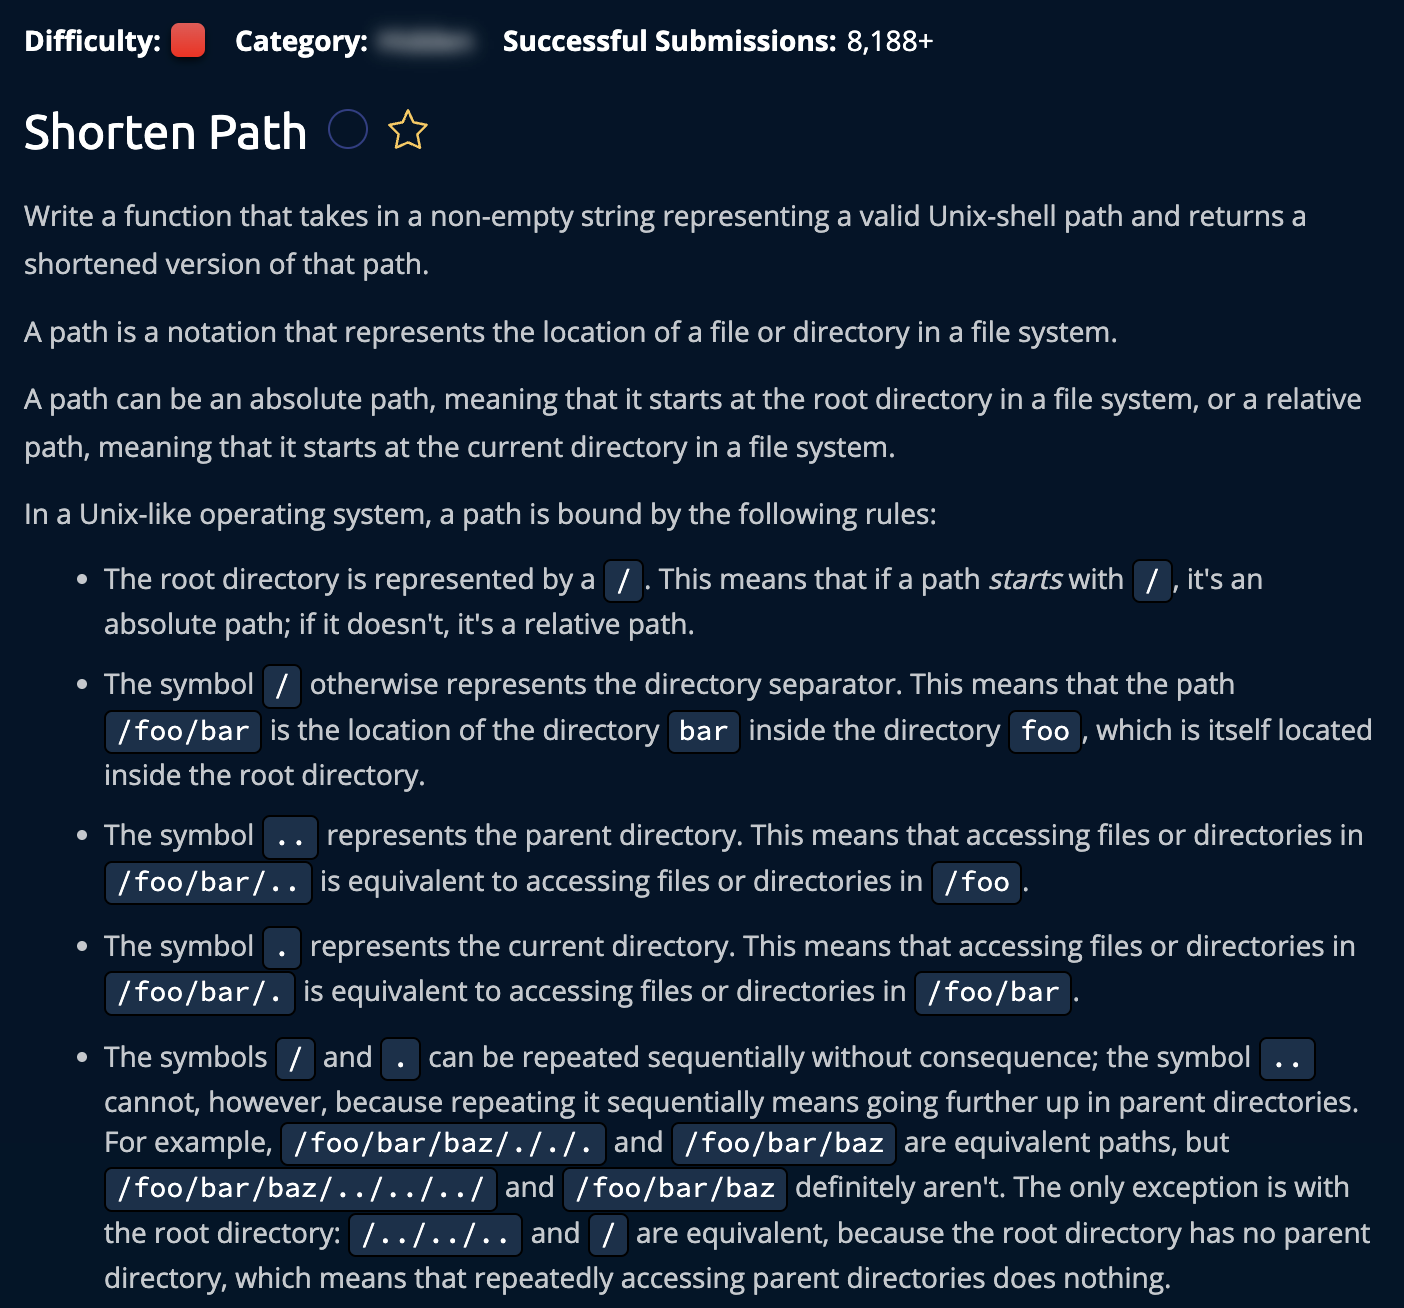 Difficulty: Category: Successful Submissions: 8,188+
Shorten Path
Write a function that takes in a non-empty string representing a valid Unix-shell path and returns a
shortened version of that path.
A path is a notation that represents the location of a file or directory in a file system.
A path can be an absolute path, meaning that it starts at the root directory in a file system, or a relative
path, meaning that it starts at the current directory in a file system.
In a Unix-like operating system, a path is bound by the following rules:
• The root directory is represented by a / . This means that if a path starts with / , it's an
absolute path; if it doesn't, it's a relative path.
• The symbol / otherwise represents the directory separator. This means that the path
/foo/bar is the location of the directory bar inside the directory foo , which is itself located
inside the root directory.
• The symbol .. represents the parent directory. This means that accessing files or directories in
/foo/bar/.. is equivalent to accessing files or directories in /foo .
• The symbol . represents the current directory. This means that accessing files or directories in
/foo/bar/. is equivalent to accessing files or directories in /foo/bar .
• The symbols / and . can be repeated sequentially without consequence; the symbol ..
cannot, however, because repeating it sequentially means going further up in parent directories.
For example, /foo/bar/baz/././. and /foo/bar/baz are equivalent paths, but
/foo/bar/baz/../../../ and /foo/bar/baz definitely aren't. The only exception is with
the root directory: /../../.. and / are equivalent, because the root directory has no parent
directory, which means that repeatedly accessing parent directories does nothing.